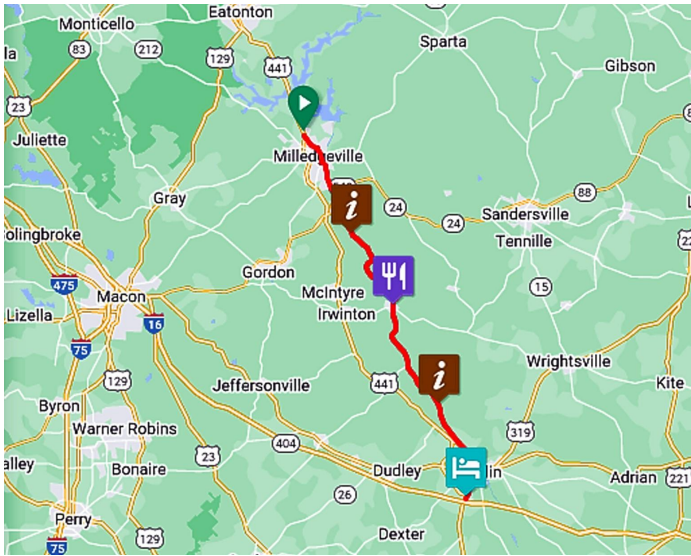 Eatonton
Monticello
Sparta
83
212
129
441
Gibson
23
Juliette
Milledgeville
88
Gray
24
24
Sandersville
Tennille
i
Gordon
475
McIntyre
Irwinton
15
Macon
Lizella
16
75
Wrightsville
i
129
441
Kite
Jeffersonville
Byron
319
Warner Robins
404
23
Bonaire
Dudley
Adrian
221
26
Perry
Dexter
129
75